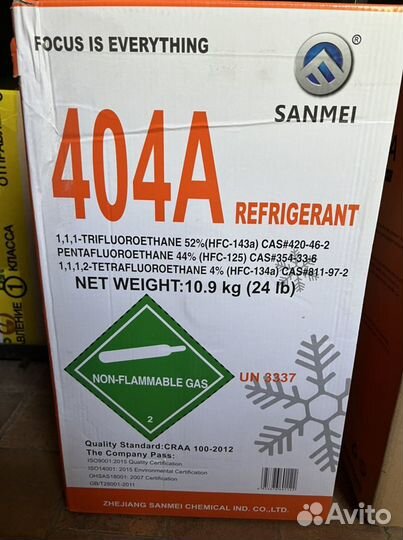 FOCUS IS EVERYTHING
®
SANMEI
404A REFRIGERANT
1,1,1-TRIFLUOROETHANE 52%(HFC-143a) CAS#420-46-2
PENTAFLUOROETHANE 44% (HFC-125) CAS#354-33-6
1,1,1,2-TETRAFLUOROETHANE 4% (HFC-134a) CAS#811-97-2
NET WEIGHT:10.9 kg (24 lb)
NON-FLAMMABLE GAS
2
UN 3337
Quality Standard:CRAA 100-2012
The Company Pass:
ISO9001:2015 Quality Certification
ISO14001: 2015 Environmental Certification
OHSAS18001: 2007 Certification
GB/T28001-2011
ZHEJIANG SANMEI CHEMICAL IND. CO.,LTD.
1 КЛАССА
Avito